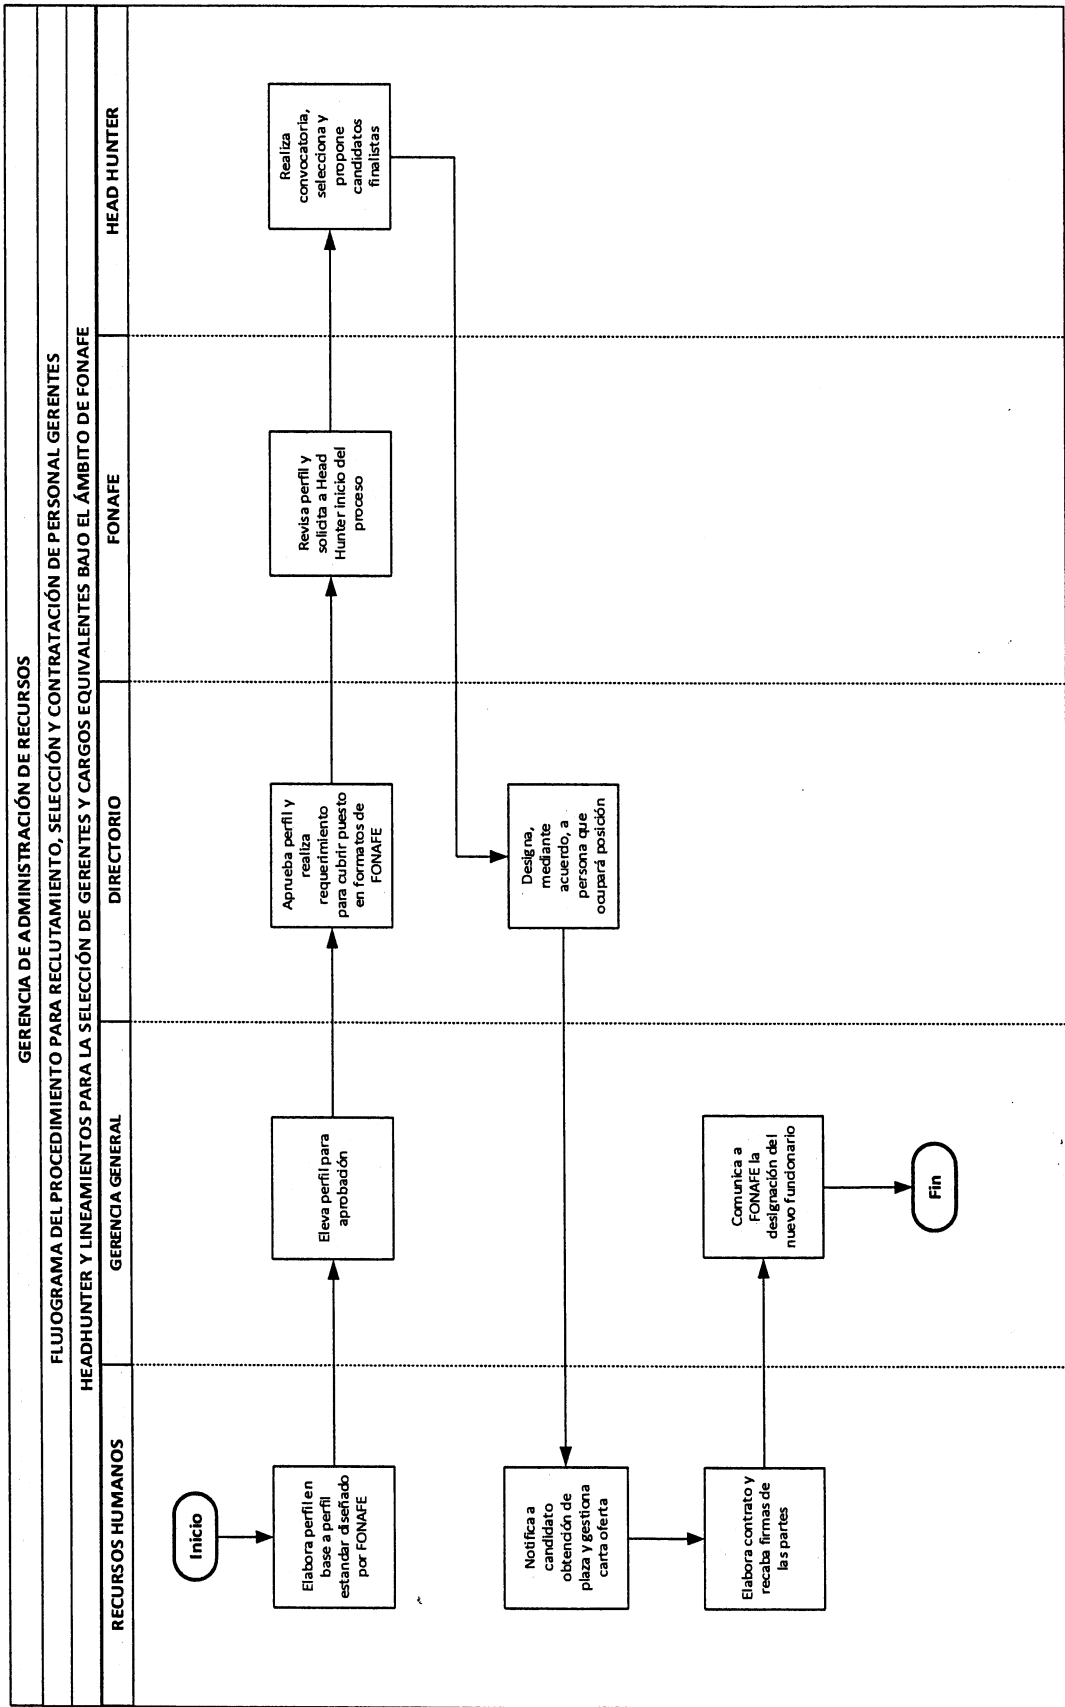 GERENCIA DE ADMINISTRACIÓN DE RECURSOS
FLUJOGRAMA DEL PROCEDIMIENTO PARA RECLUTAMIENTO, SELECCIÓN Y CONTRATACIÓN DE PERSONAL GERENTES
HEADHUNTER Y LINEAMIENTOS PARA LA SELECCIÓN DE GERENTES Y CARGOS EQUIVALENTES BAJO EL ÁMBITO DE FONAFE
RECURSOS HUMANOS
GERENCIA GENERAL
DIRECTORIO
FONAFE
HEAD HUNTER
Inicio
Elabora perfil en
base a perfil
estandar diseñado
por FONAFE
Eleva perfil para
aprobación
Aprueba perfil y
realiza
requerimiento
para cubrir puesto
en formatos de
FONAFE
Revisa perfil y
solicita a Head
Hunter inicio del
proceso
Realiza
convocatoria,
selecciona y
propone
candidatos
finalistas
Designa,
mediante
acuerdo, a
persona que
ocupará posición
Notifica a
candidato
obtención de
plaza y gestiona
carta oferta
Elabora contrato y
recaba firmas de
las partes
Comunica a
FONAFE la
designación del
nuevo funcionario
Fin